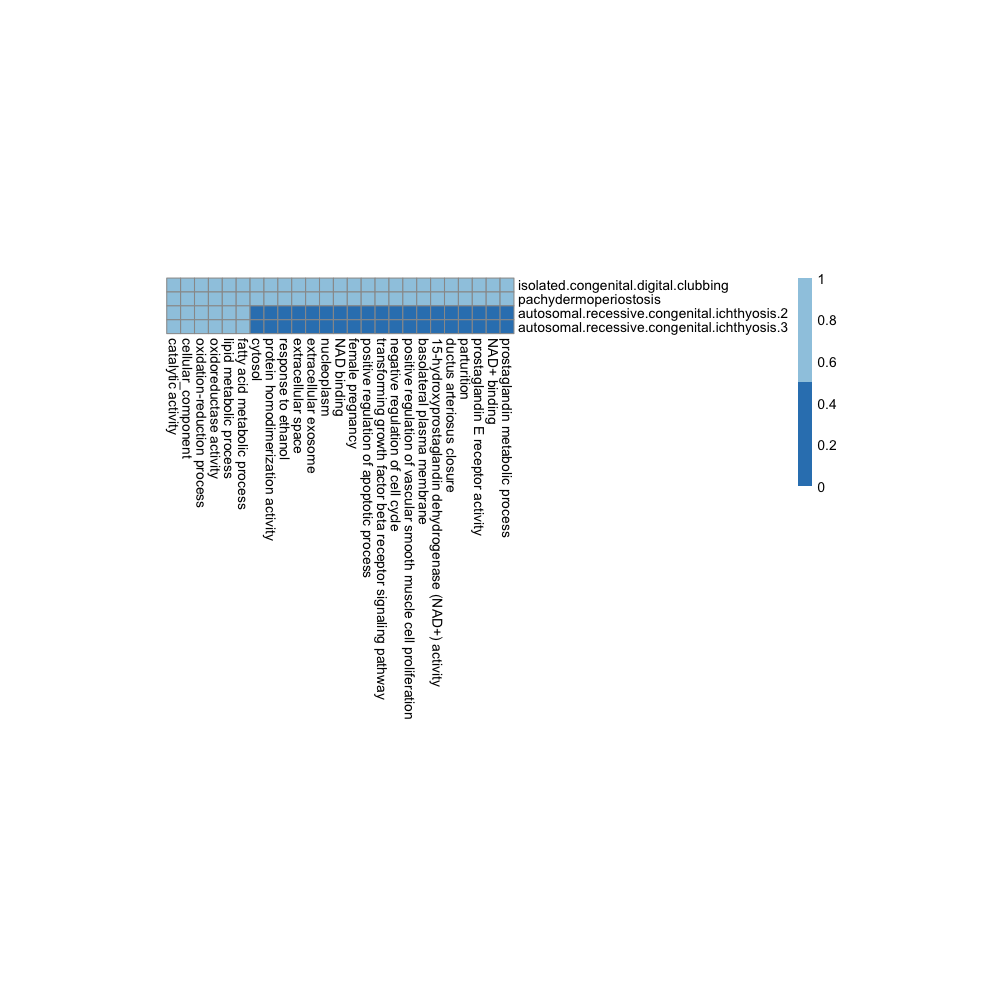 isolated.congenital.digital.clubbing
pachydermoperiostosis
autosomal.recessive.congenital.ichthyosis.2
autosomal.recessive.congenital.ichthyosis.3
1
0.8
0.6
0.4
0.2
0
catalytic activity
cellular_component
oxidation-reduction process
oxidoreductase activity
lipid metabolic process
fatty acid metabolic process
cytosol
protein homodimerization activity
response to ethanol
extracellular space
extracellular exosome
nucleoplasm
NAD binding
female pregnancy
positive regulation of apoptotic process
transforming growth factor beta receptor signaling pathway
negative regulation of cell cycle
positive regulation of vascular smooth muscle cell proliferation
basolateral plasma membrane
15-hydroxyprostaglandin dehydrogenase (NAD+) activity
ductus arteriosus closure
parturition
prostaglandin E receptor activity
NAD+ binding
prostaglandin metabolic process